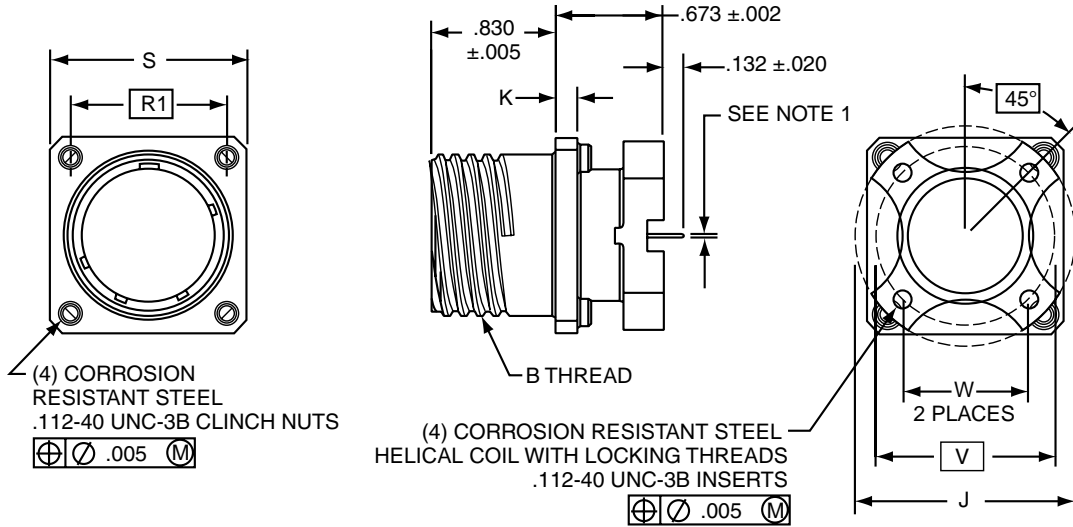 S
R1
(4) CORROSION
RESISTANT STEEL
.112-40 UNC-3B CLINCH NUTS
⌖ ⌀ .005 Ⓜ
.830
±.005
.673 ±.002
.132 ±.020
K
SEE NOTE 1
B THREAD
45°
(4) CORROSION RESISTANT STEEL
HELICAL COIL WITH LOCKING THREADS
.112-40 UNC-3B INSERTS
⌖ ⌀ .005 Ⓜ
W
2 PLACES
V
J